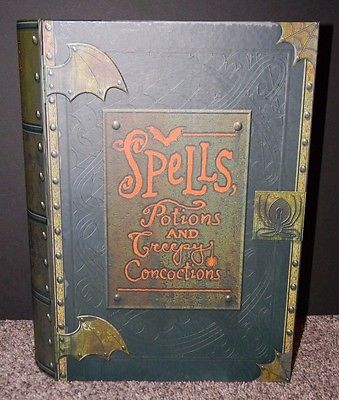 SPELLS,
Potions
AND
Creepy
Concoctions